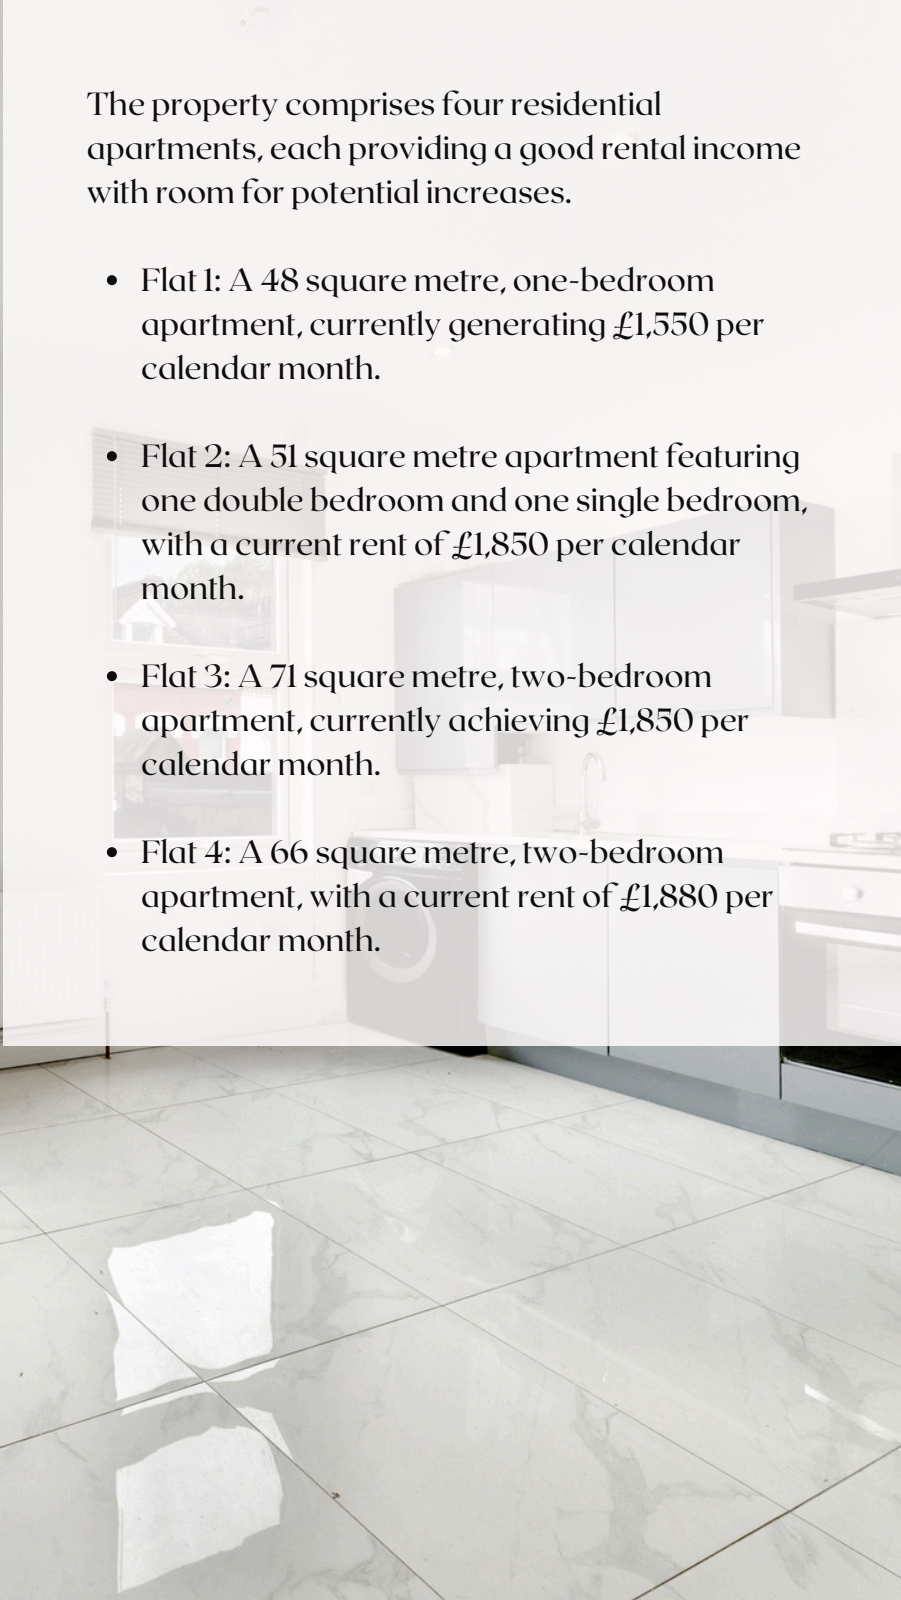 The property comprises four residential
apartments, each providing a good rental income
with room for potential increases.
• Flat 1: A 48 square metre, one-bedroom
apartment, currently generating £1,550 per
calendar month.
• Flat 2: A 51 square metre apartment featuring
one double bedroom and one single bedroom,
with a current rent of £1,850 per calendar
month.
• Flat 3: A 71 square metre, two-bedroom
apartment, currently achieving £1,850 per
calendar month.
• Flat 4: A 66 square metre, two-bedroom
apartment, with a current rent of £1,880 per
calendar month.